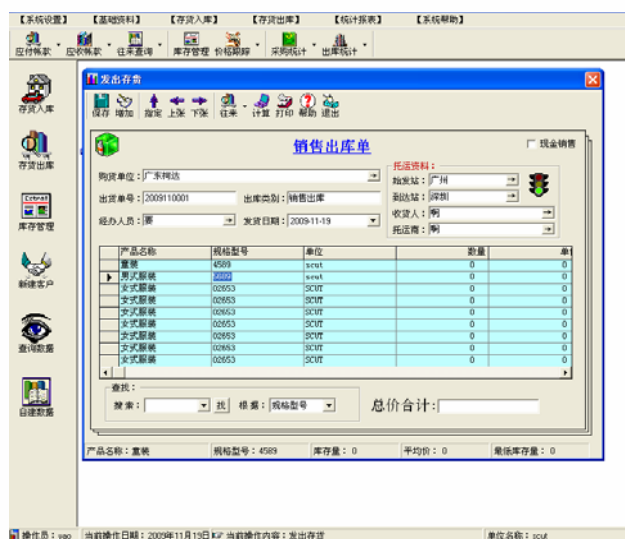 【系统设置】 【基础资料】 【存货入库】 【存货出库】 【统计报表】 【系统帮助】
应付帐款 应收帐款 往来查询 库存管理 价格跟踪 采购统计 出库统计
存货入库
存货出库
库存管理
新建客户
查询数据
自建数据
发出存货
保存 增加 指定 上张 下张 往来 计算 打印 帮助 退出
销售出库单
现金销售
购货单位：广东
出货单号：2009110001 出库类别：销售出库
经办人员： 发货日期：2009-11-19
托运资料：
始发站：广州
到达站：深圳
收货人：啊
托运商：啊
产品名称 规格型号 单位 数量 单
童装 4589 scut 0 0
男式服装 scut 0 0
女式服装 02653 SCUT 0 0
女式服装 02653 SCUT 0 0
女式服装 02653 SCUT 0 0
女式服装 02653 SCUT 0 0
女式服装 02653 SCUT 0 0
女式服装 02653 SCUT 0 0
女式服装 02653 SCUT 0 0
查找：
搜索： 找 根据：规格型号
总价合计:
产品名称：童装 规格型号：4589 库存量：0 平均价：0 最低库存量：0
操作员：yao 当前操作日期：2009年11月19日 当前操作内容：发出存货 单位名称：scut